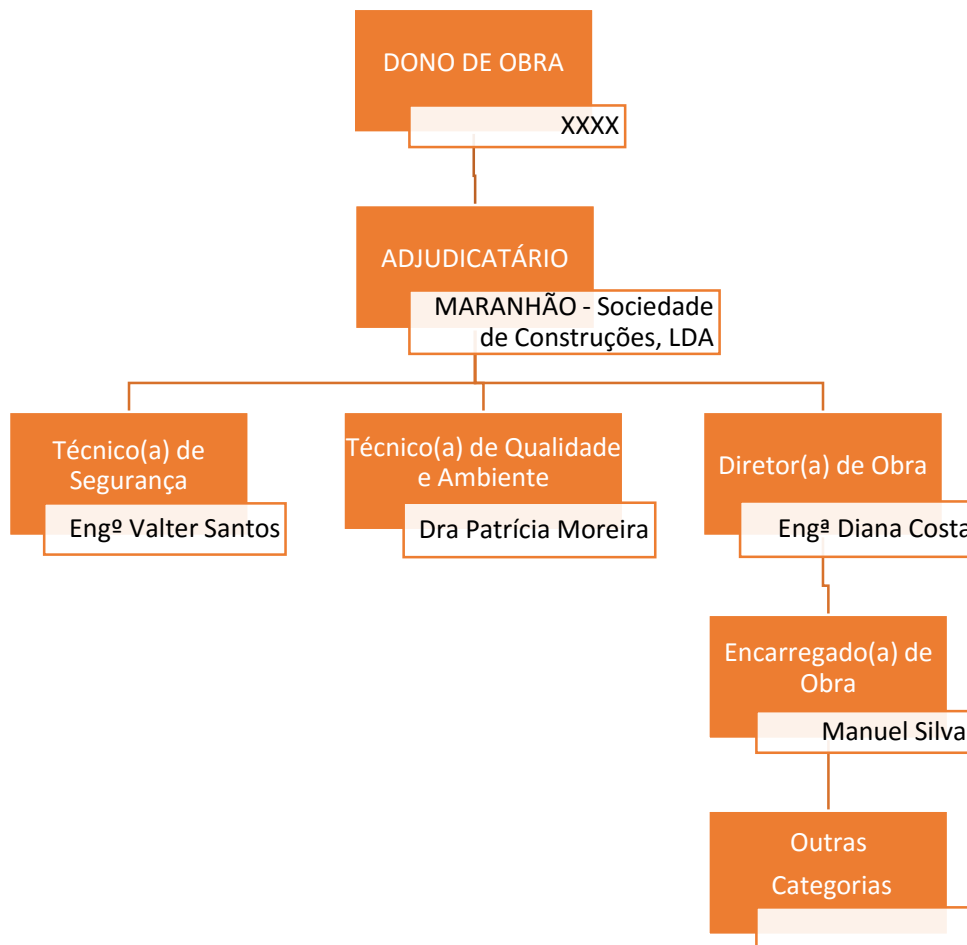 DONO DE OBRA
XXXX
ADJUDICATÁRIO
MARANHÃO - Sociedade
de Construções, LDA
Técnico(a) de
Segurança
Engº Valter Santos
Técnico(a) de Qualidade
e Ambiente
Dra Patrícia Moreira
Diretor(a) de Obra
Engª Diana Costa
Encarregado(a) de
Obra
Manuel Silva
Outras
Categorias